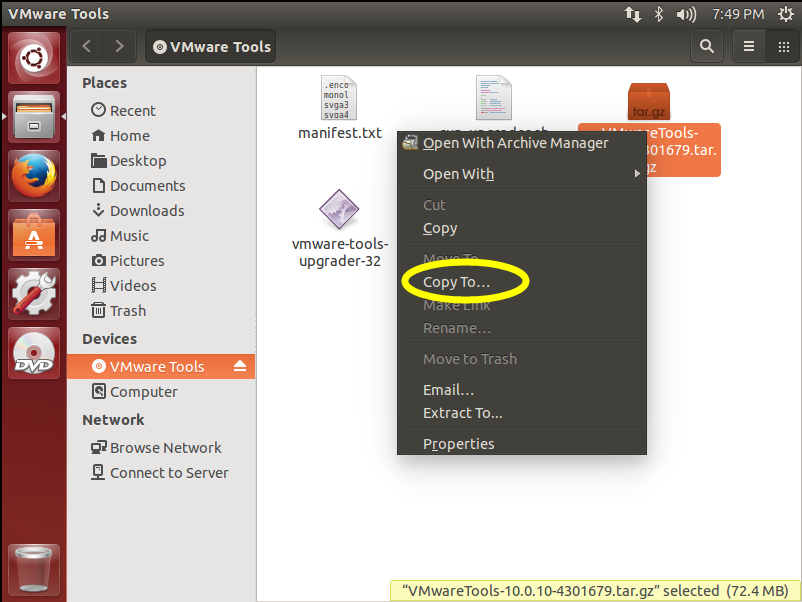 VMware Tools
7:49 PM
VMware Tools
Places
Recent
Home
Desktop
Documents
Downloads
Music
Pictures
Videos
Trash
Devices
VMware Tools
Computer
Network
Browse Network
Connect to Server
DVD
.enco
monol
svga3
svga4
manifest.txt
tar.gz
VMwareTools-
301679.tar.
gz
vmware-tools-
upgrader-32
Open With Archive Manager
Open With
Cut
Copy
Move To…
Copy To…
Make Link
Rename…
Move to Trash
Email…
Extract To...
Properties
“VMwareTools-10.0.10-4301679.tar.gz” selected (72.4 MB)